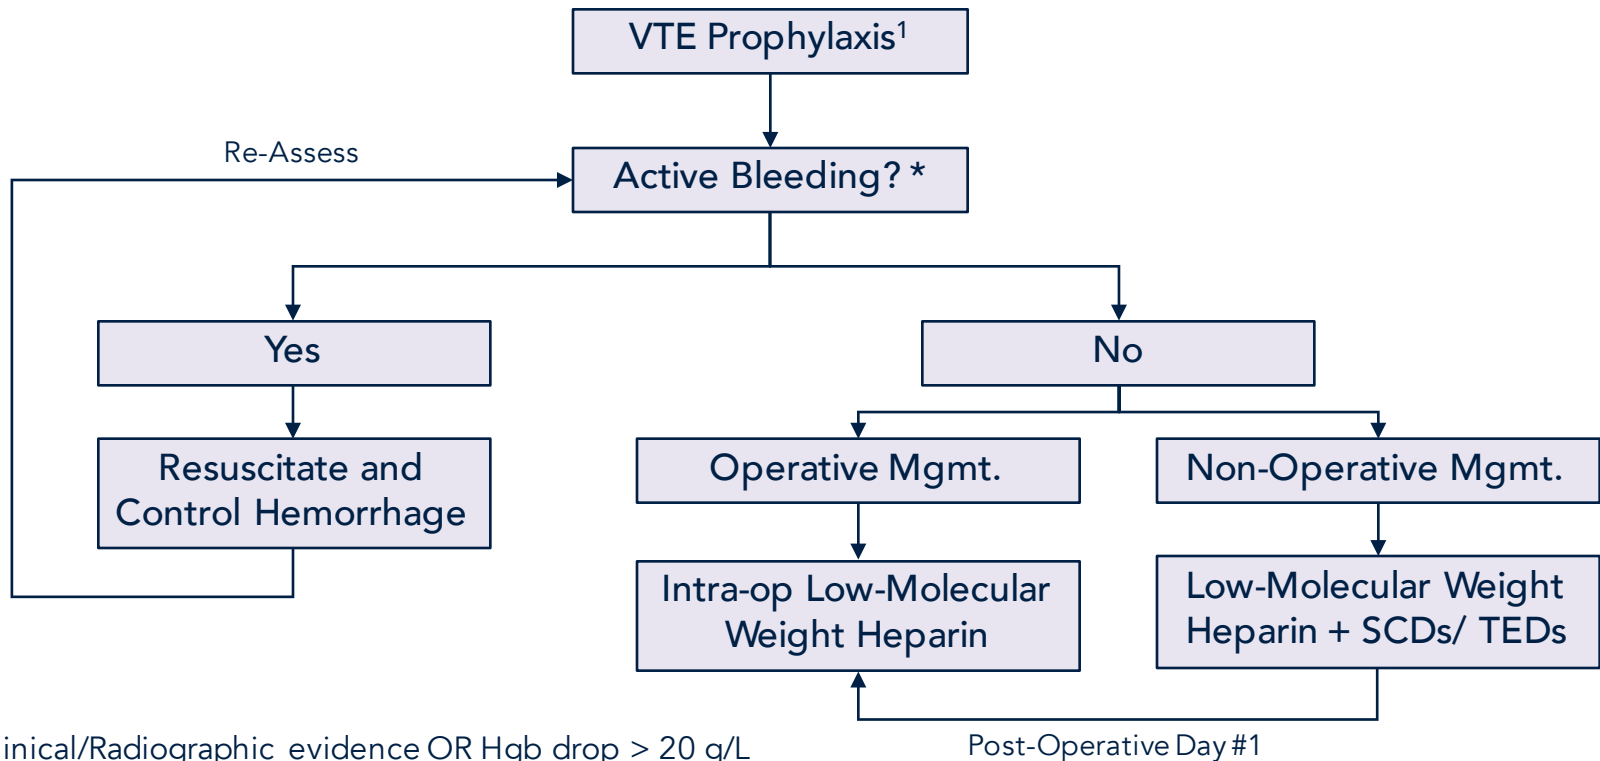 VTE Prophylaxis¹
Re-Assess
Active Bleeding? *
Yes
No
Resuscitate and
Control Hemorrhage
Operative Mgmt.
Non-Operative Mgmt.
Intra-op Low-Molecular
Weight Heparin
Low-Molecular Weight
Heparin + SCDs/ TEDs
inical/Radiographic evidence OR Hgb drop > 20 g/L
Post-Operative Day #1